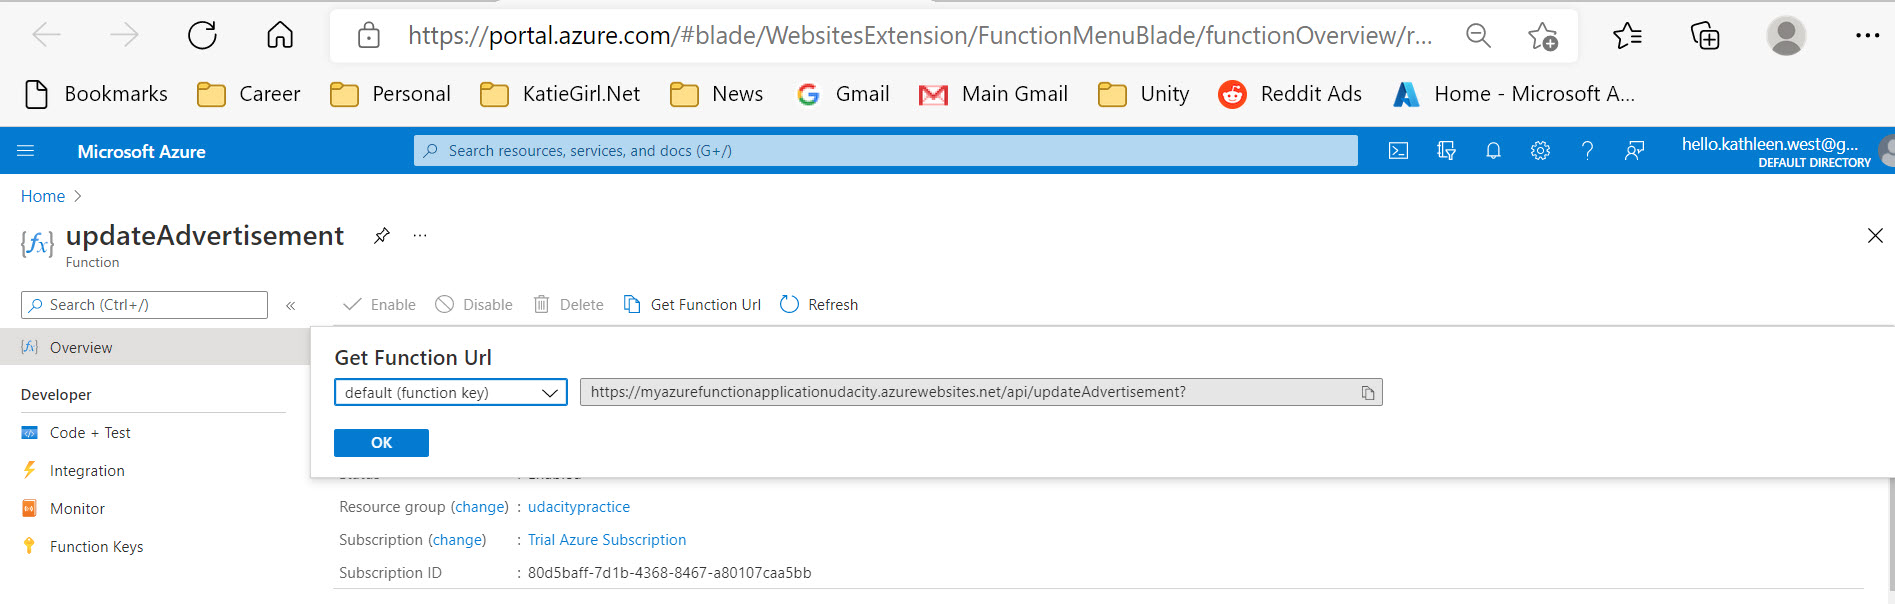 https://portal.azure.com/#blade/WebsitesExtension/FunctionMenuBlade/functionOverview/r...
Bookmarks Career Personal KatieGirl.Net News Gmail Main Gmail Unity Reddit Ads Home - Microsoft A...
Microsoft Azure Search resources, services, and docs (G+/) hello.kathleen.west@g...
DEFAULT DIRECTORY
Home >
updateAdvertisement ...
Function
Search (Ctrl+/) « Enable Disable Delete Get Function Url Refresh
Overview
Get Function Url
default (function key) https://myazurefunctionapplicationudacity.azurewebsites.net/api/updateAdvertisement?
OK
Developer
Code + Test
Integration
Monitor
Function Keys
Status : Enabled
Resource group (change) : udacitypractice
Subscription (change) : Trial Azure Subscription
Subscription ID : 80d5baff-7d1b-4368-8467-a80107caa5bb